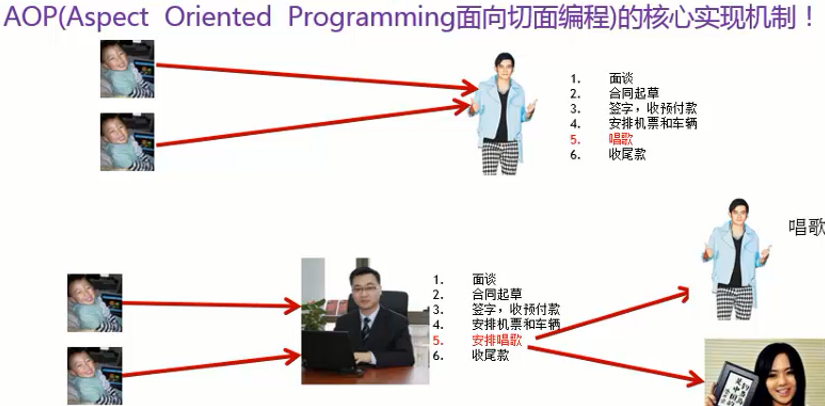 AOP(Aspect Oriented Programming面向切面编程)的核心实现机制！
1. 面谈
2. 合同起草
3. 签字，收预付款
4. 安排机票和车辆
5. 唱歌
6. 收尾款
唱歌
1. 面谈
2. 合同起草
3. 签字，收预付款
4. 安排机票和车辆
5. 安排唱歌
6. 收尾款